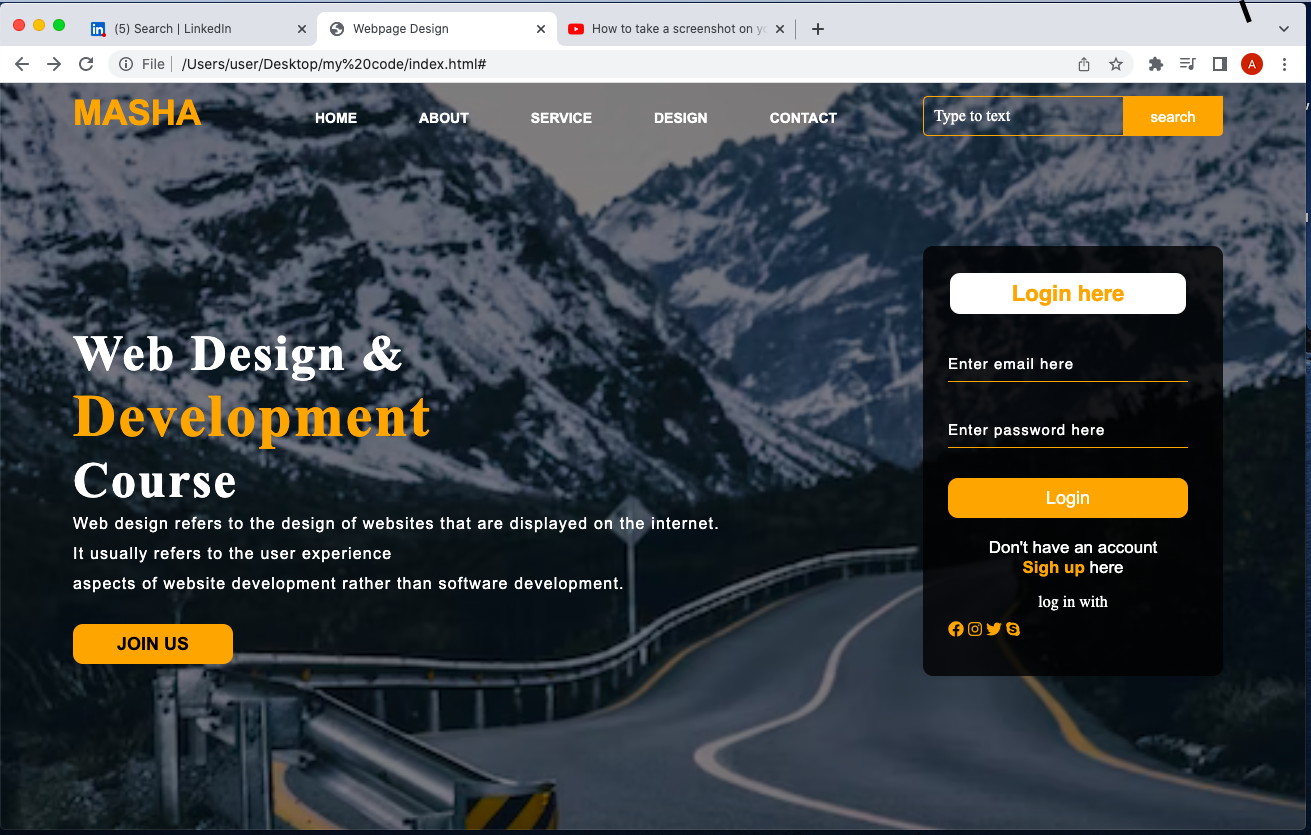 (5) Search | LinkedIn
Webpage Design
How to take a screenshot on yo
File
/Users/user/Desktop/my%20code/index.html#
A
MASHA
HOME
ABOUT
SERVICE
DESIGN
CONTACT
Type to text
search
Web Design &
Development
Course
Web design refers to the design of websites that are displayed on the internet.
It usually refers to the user experience
aspects of website development rather than software development.
JOIN US
Login here
Enter email here
Enter password here
Login
Don't have an account
Sigh up here
log in with